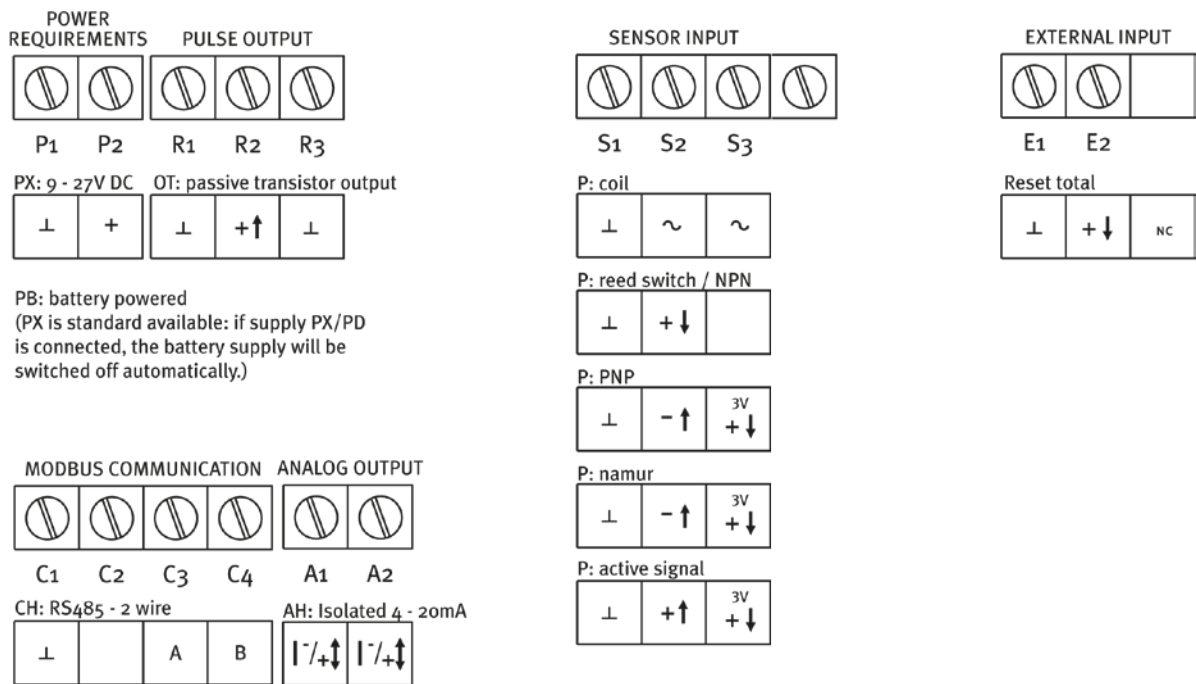 POWER
REQUIREMENTS PULSE OUTPUT
P1 P2 R1 R2 R3
PX: 9 - 27V DC OT: passive transistor output
⊥ + ⊥ +↑ ⊥
PB: battery powered
(PX is standard available: if supply PX/PD
is connected, the battery supply will be
switched off automatically.)
MODBUS COMMUNICATION ANALOG OUTPUT
C1 C2 C3 C4 A1 A2
CH: RS485 - 2 wire AH: Isolated 4 - 20mA
⊥ A B I-/+↕ I-/+↕
SENSOR INPUT
S1 S2 S3
P: coil
⊥ ~ ~
P: reed switch / NPN
⊥ +↓
P: PNP
⊥ -↑ 3V +↓
P: namur
⊥ -↑ 3V +↓
P: active signal
⊥ +↑ 3V +↓
EXTERNAL INPUT
E1 E2
Reset total
⊥ +↓ NC